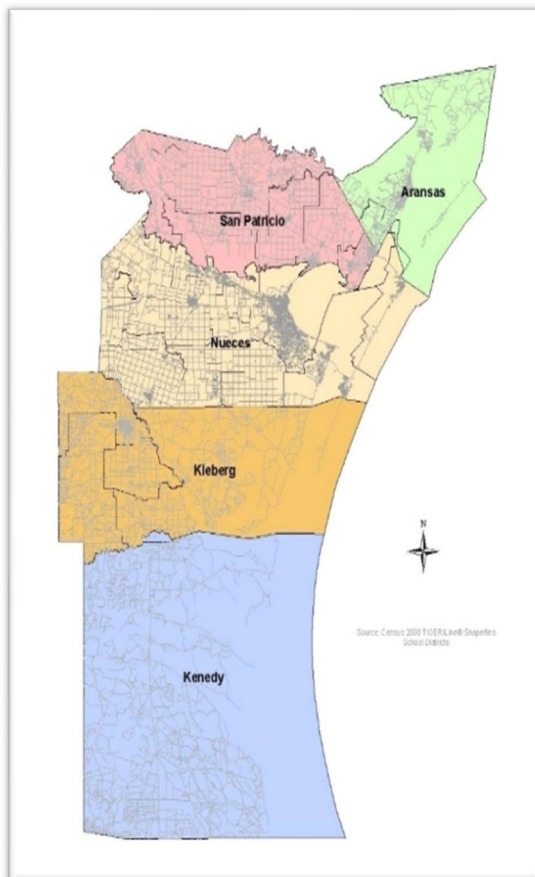 Aransas
San Patricio
Nueces
Kleberg
Kenedy
N
Source: Census 2000 TIGER/Line® Shapefiles
School Districts